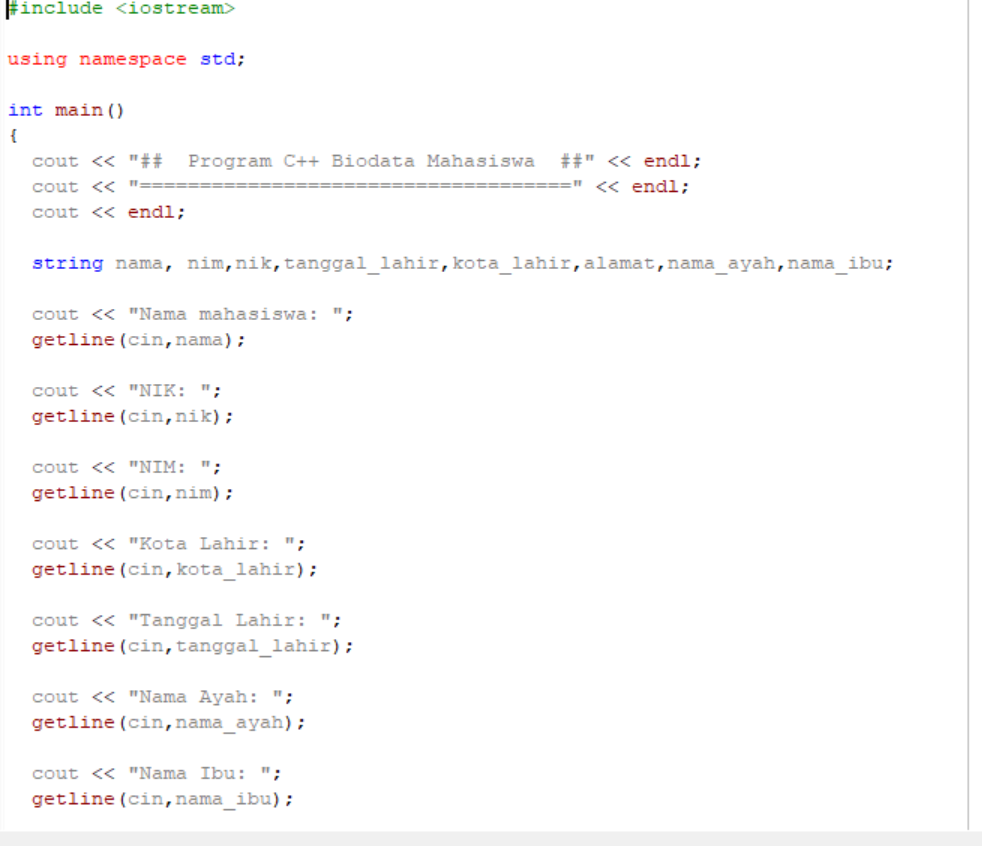 #include <iostream>
using namespace std;
int main()
{
cout << "##  Program C++ Biodata Mahasiswa  ##" << endl;
cout << "====================================" << endl;
cout << endl;
string nama, nim,nik,tanggal_lahir,kota_lahir,alamat,nama_ayah,nama_ibu;
cout << "Nama mahasiswa: ";
getline(cin,nama);
cout << "NIK: ";
getline(cin,nik);
cout << "NIM: ";
getline(cin,nim);
cout << "Kota Lahir: ";
getline(cin,kota_lahir);
cout << "Tanggal Lahir: ";
getline(cin,tanggal_lahir);
cout << "Nama Ayah: ";
getline(cin,nama_ayah);
cout << "Nama Ibu: ";
getline(cin,nama_ibu);